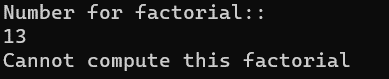 Number for factorial::
13
Cannot compute this factorial